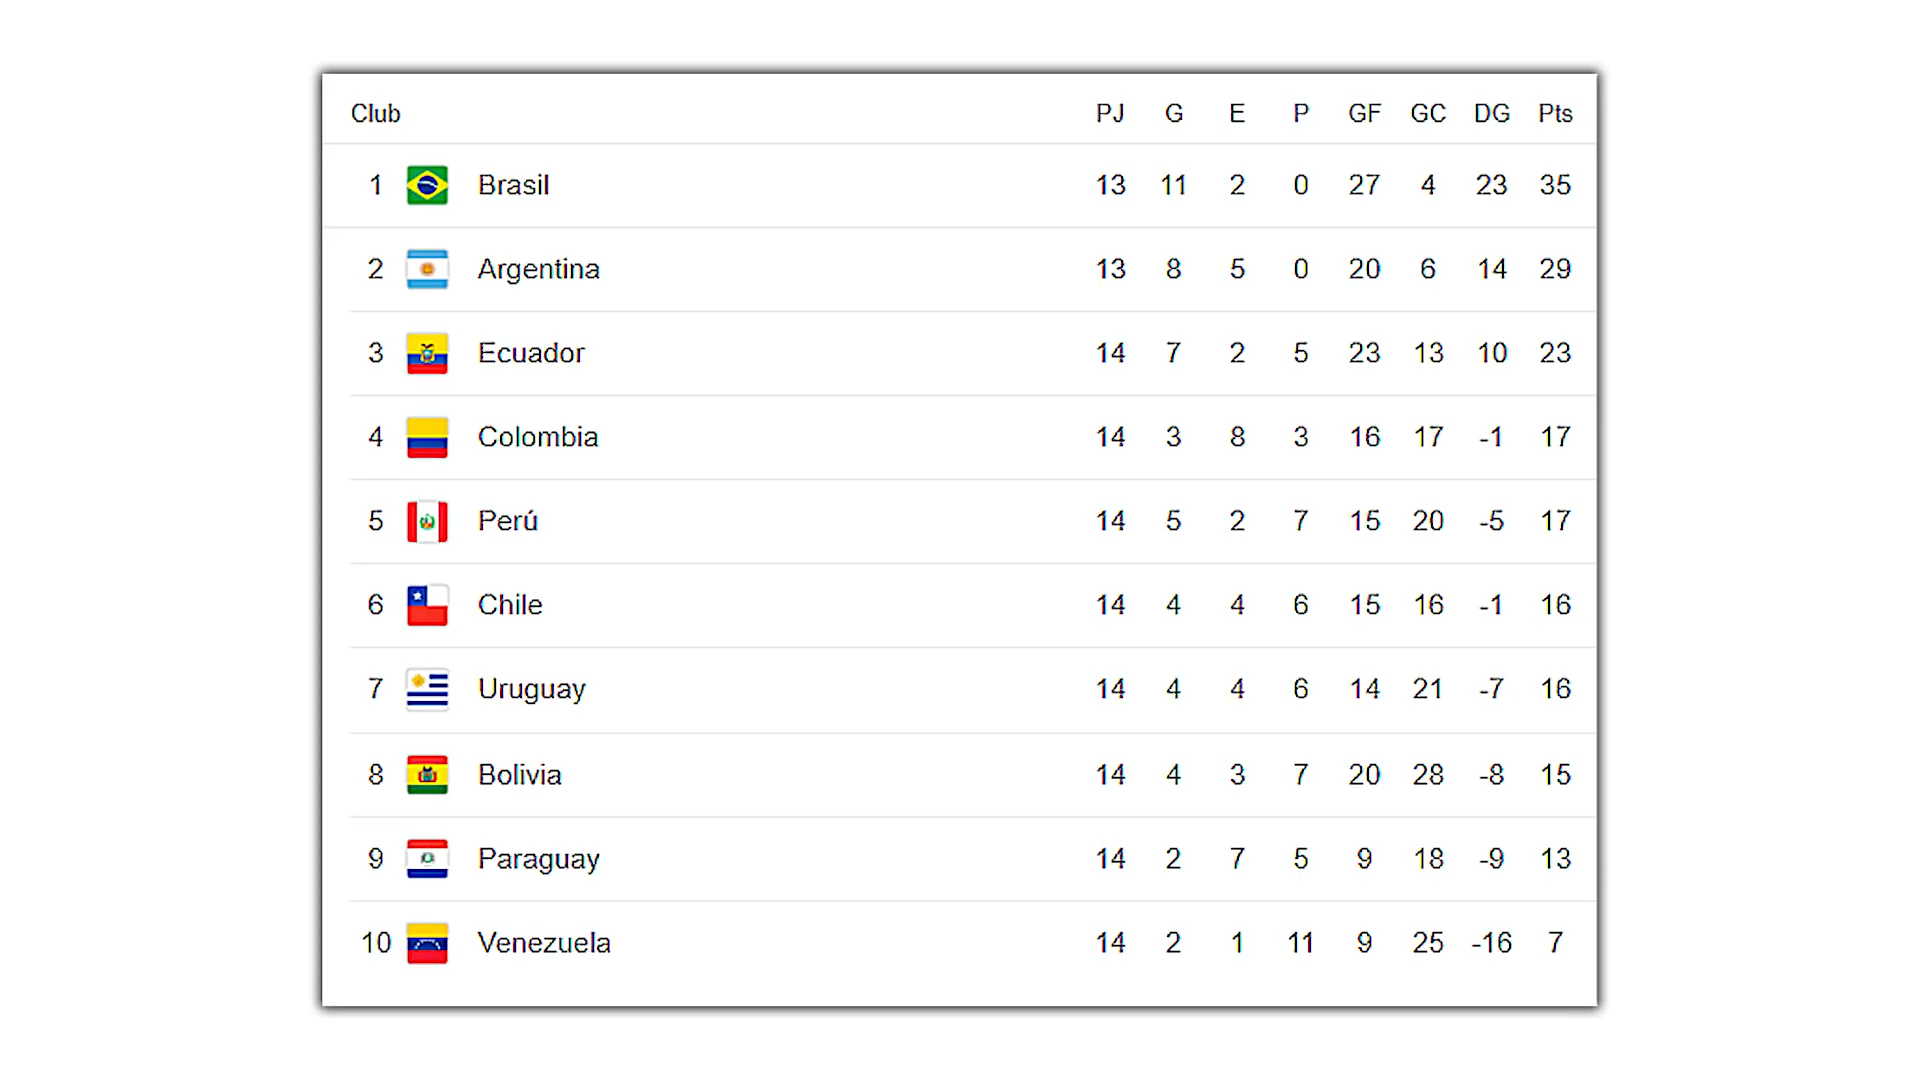 Club PJ G E P GF GC DG Pts
1 Brasil 13 11 2 0 27 4 23 35
2 Argentina 13 8 5 0 20 6 14 29
3 Ecuador 14 7 2 5 23 13 10 23
4 Colombia 14 3 8 3 16 17 -1 17
5 Perú 14 5 2 7 15 20 -5 17
6 Chile 14 4 4 6 15 16 -1 16
7 Uruguay 14 4 4 6 14 21 -7 16
8 Bolivia 14 4 3 7 20 28 -8 15
9 Paraguay 14 2 7 5 9 18 -9 13
10 Venezuela 14 2 1 11 9 25 -16 7